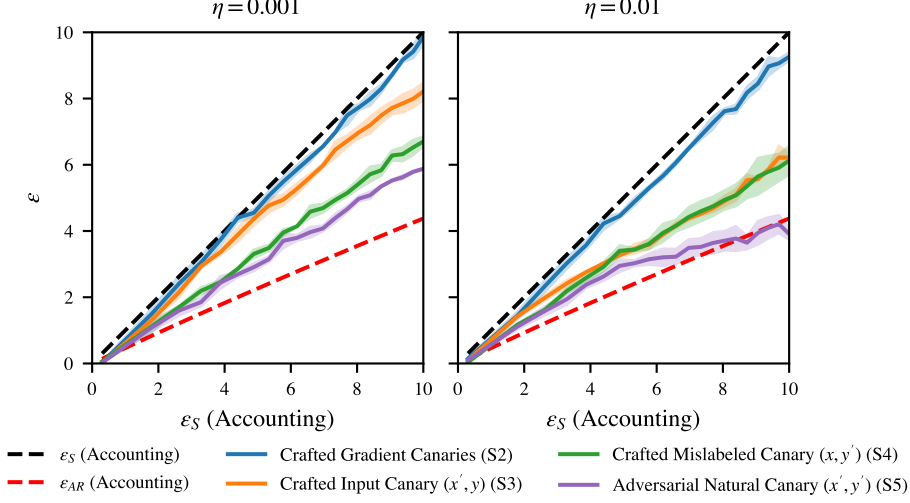 η = 0.001
η = 0.01
10
8
6
4
2
0
ε
0 2 4 6 8 10
0 2 4 6 8 10
ε_S (Accounting)
ε_S (Accounting)
ε_S (Accounting)
Crafted Gradient Canaries (S2)
Crafted Mislabeled Canary (x, y′) (S4)
ε_AR (Accounting)
Crafted Input Canary (x′, y) (S3)
Adversarial Natural Canary (x′, y′) (S5)